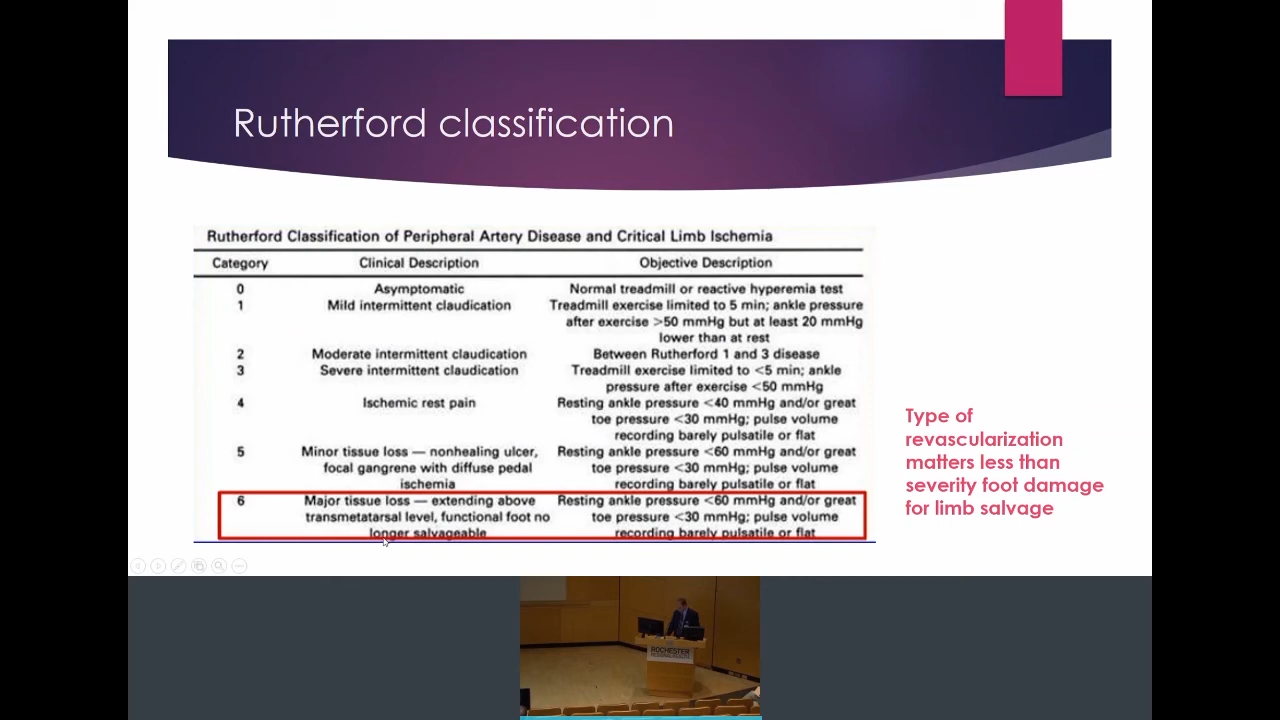 Rutherford classification
Rutherford Classification of Peripheral Artery Disease and Critical Limb Ischemia
Category Clinical Description Objective Description
0 Asymptomatic Normal treadmill or reactive hyperemia test
1 Mild intermittent claudication Treadmill exercise limited to 5 min; ankle pressure
after exercise >50 mmHg but at least 20 mmHg
lower than at rest
2 Moderate intermittent claudication Between Rutherford 1 and 3 disease
3 Severe intermittent claudication Treadmill exercise limited to <5 min; ankle
pressure after exercise <50 mmHg
4 Ischemic rest pain Resting ankle pressure <40 mmHg and/or great
toe pressure <30 mmHg; pulse volume
recording barely pulsatile or flat
5 Minor tissue loss — nonhealing ulcer, Resting ankle pressure <60 mmHg and/or great
focal gangrene with diffuse pedal toe pressure <30 mmHg; pulse volume
ischemia recording barely pulsatile or flat
6 Major tissue loss — extending above Resting ankle pressure <60 mmHg and/or great
transmetatarsal level, functional foot no toe pressure <30 mmHg; pulse volume
longer salvageable recording barely pulsatile or flat
Type of
revascularization
matters less than
severity foot damage
for limb salvage
ROCHESTER